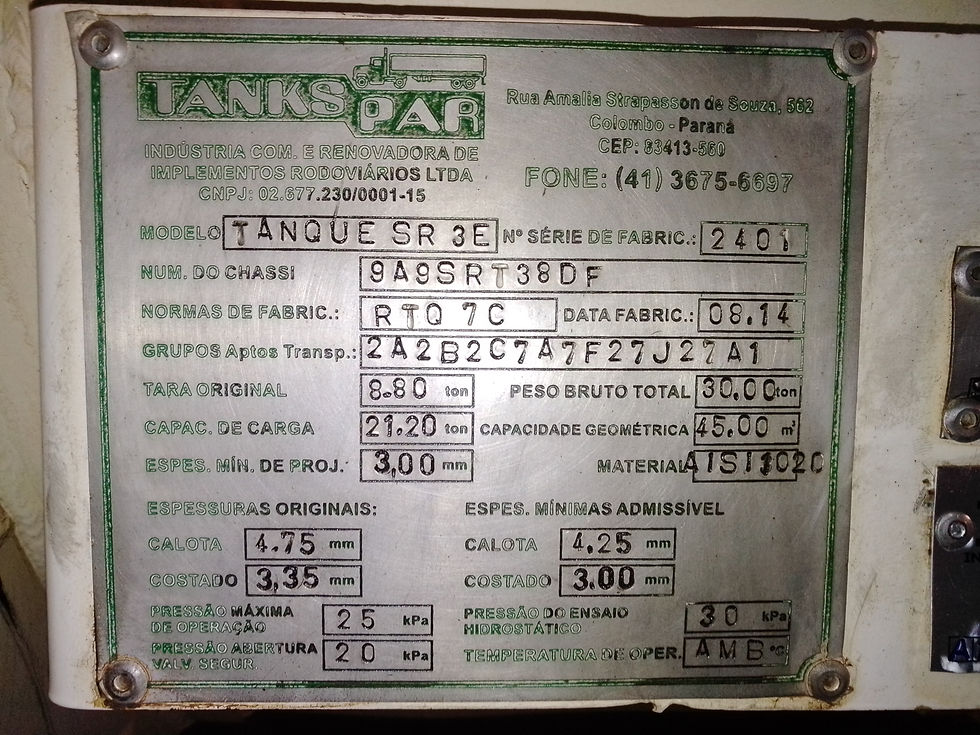 TANKS PAR
Rua Amalia Strapasson de Souza, 562
Colombo - Paraná
CEP: 83413-560
FONE: (41) 3675-6697
INDÚSTRIA COM. E RENOVADORA DE
IMPLEMENTOS RODOVIÁRIOS LTDA
CNPJ: 02.677.230/0001-15
MODELO TANQUE SR 3E Nº SÉRIE DE FABRIC.: 2401
NUM. DO CHASSI 9A9SRT38DF
NORMAS DE FABRIC.: RTQ 7C DATA FABRIC.: 08.14
GRUPOS Aptos Transp.: 2A2B2C7A7F27J27A1
TARA ORIGINAL 8.80 ton PESO BRUTO TOTAL 30.00 ton
CAPAC. DE CARGA 21.20 ton CAPACIDADE GEOMÉTRICA 45.00 m³
ESPES. MÍN. DE PROJ. 3,00 mm MATERIAL AISI1020
ESPESSURAS ORIGINAIS: ESPES. MÍNIMAS ADMISSÍVEL
CALOTA 4.75 mm CALOTA 4.25 mm
COSTADO 3,35 mm COSTADO 3.00 mm
PRESSÃO MÁXIMA DE OPERAÇÃO 25 kPa PRESSÃO DO ENSAIO HIDROSTÁTICO 30 kPa
PRESSÃO ABERTURA VALV. SEGUR. 20 kPa TEMPERATURA DE OPER. AMB °C